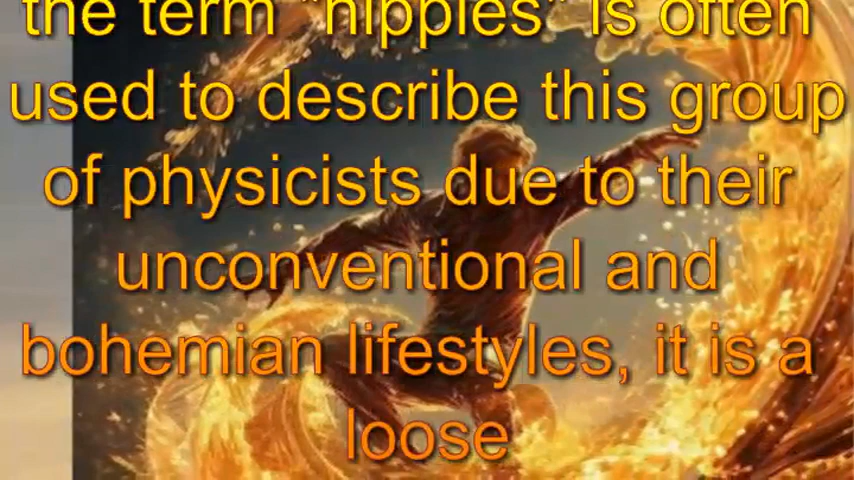 the term "hippies" is often
used to describe this group
of physicists due to their
unconventional and
bohemian lifestyles, it is a
loose